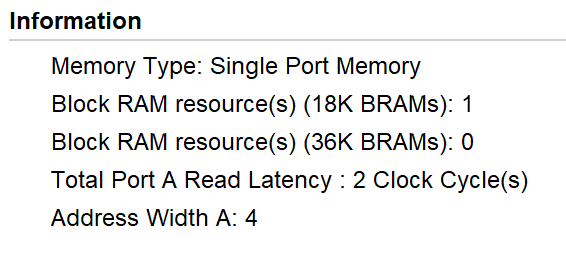 Information
Memory Type: Single Port Memory
Block RAM resource(s) (18K BRAMs): 1
Block RAM resource(s) (36K BRAMs): 0
Total Port A Read Latency : 2 Clock Cycle(s)
Address Width A: 4